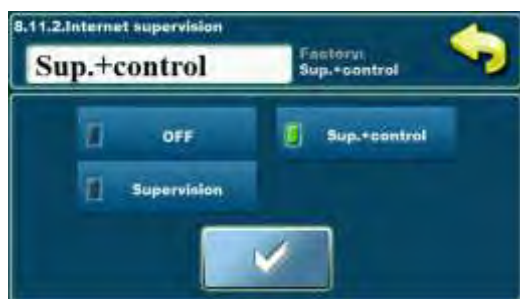 8.11.2.Internet supervision
Sup.+control
Factory:
Sup.+control
OFF
Sup.+control
Supervision